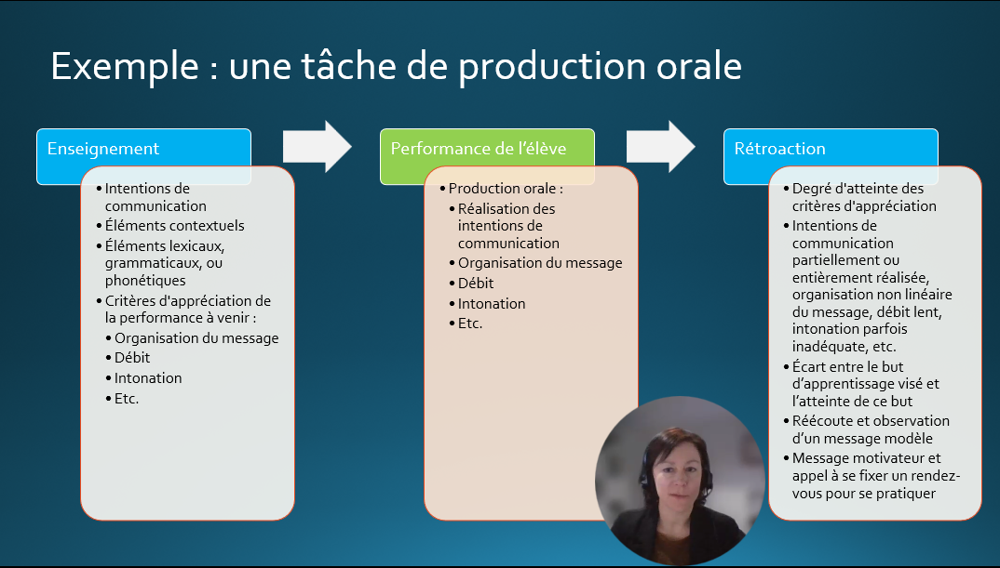 Exemple : une tâche de production orale
Enseignement
• Intentions de
communication
• Éléments contextuels
• Éléments lexicaux,
grammaticaux, ou
phonétiques
• Critères d'appréciation de
la performance à venir :
• Organisation du message
• Débit
• Intonation
• Etc.
Performance de l’élève
• Production orale :
• Réalisation des
intentions de
communication
• Organisation du message
• Débit
• Intonation
• Etc.
Rétroaction
• Degré d'atteinte des
critères d'appréciation
• Intentions de
communication
partiellement ou
entièrement réalisée,
organisation non linéaire
du message, débit lent,
intonation parfois
inadéquate, etc.
• Écart entre le but
d’apprentissage visé et
l’atteinte de ce but
• Réécoute et observation
d’un message modèle
• Message motivateur et
appel à se fixer un rendez-
vous pour se pratiquer